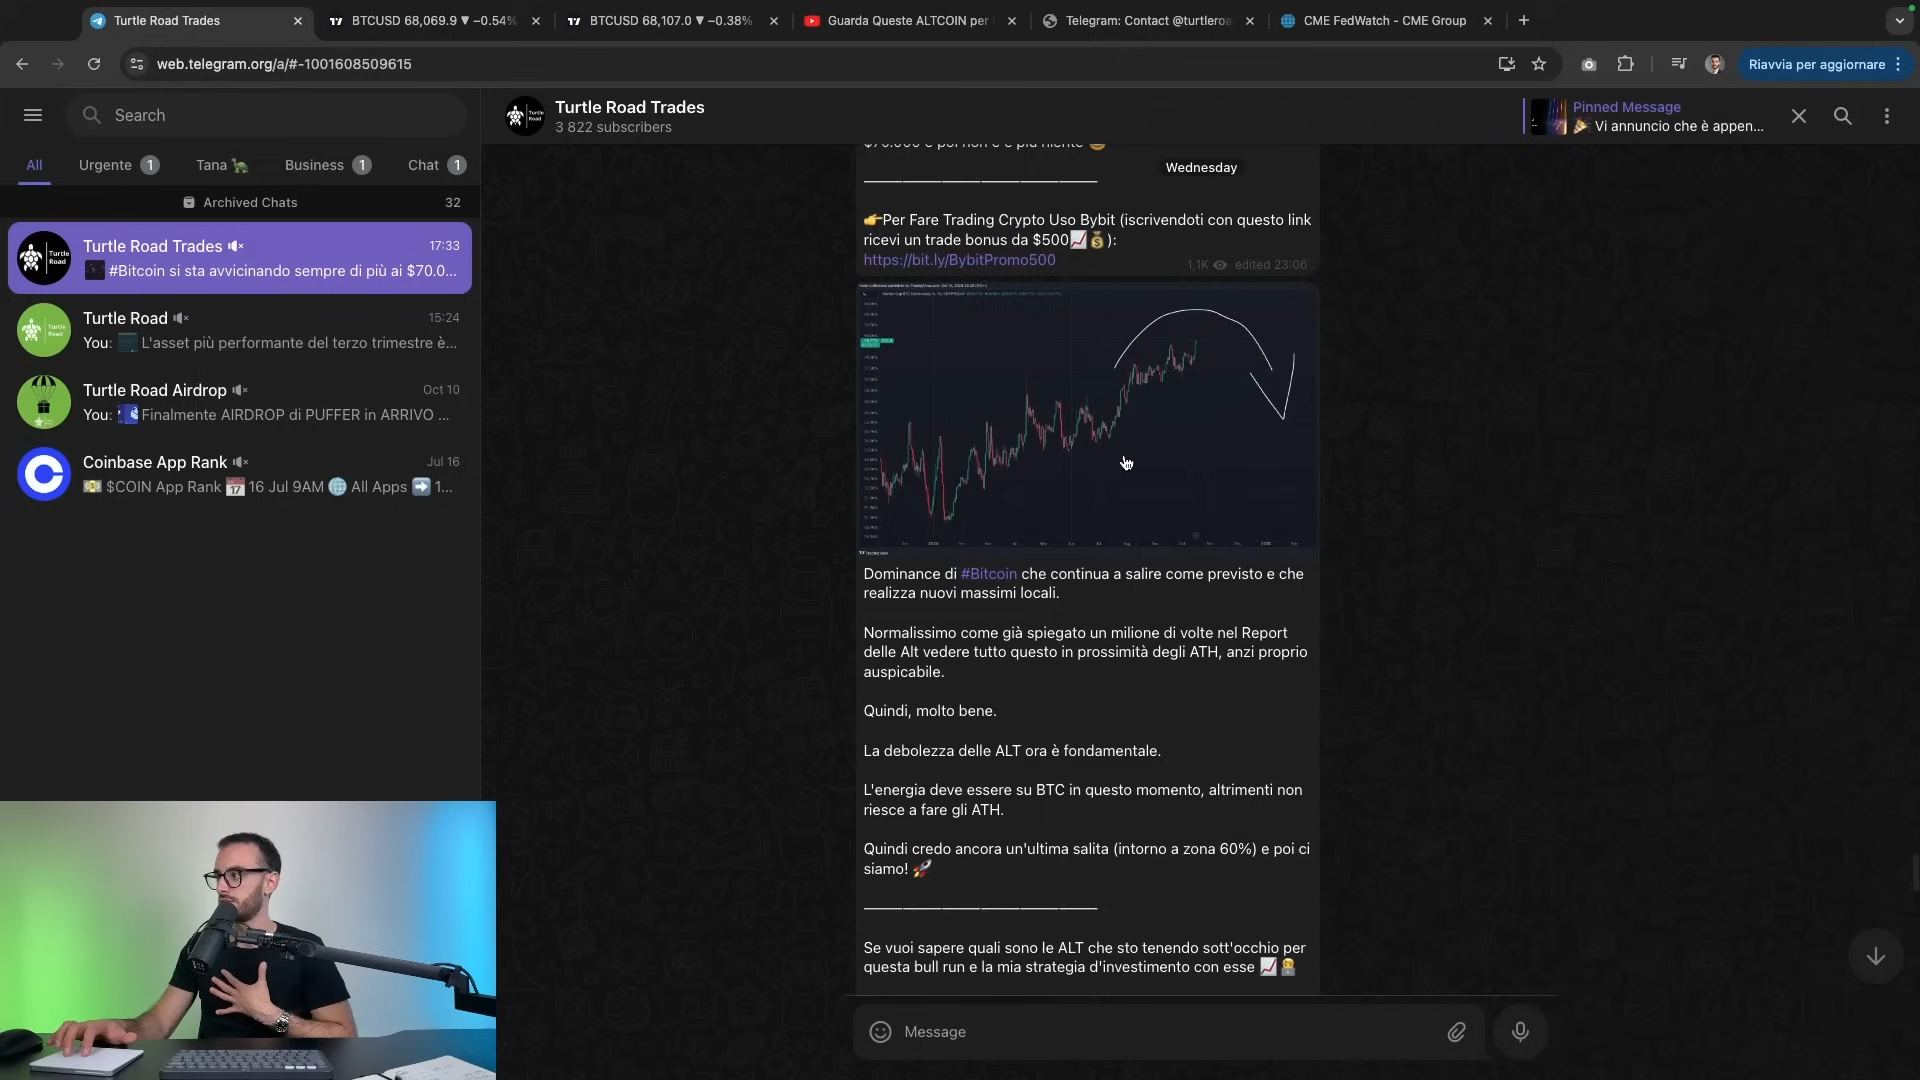 Turtle Road Trades
BTCUSD 68,069.9 ▼ −0.54%
BTCUSD 68,107.0 ▼ −0.38%
Guarda Queste ALTCOIN per
Telegram: Contact @turtleroa
CME FedWatch - CME Group
web.telegram.org/a/#-1001608509615
Riavvia per aggiornare
Search
Turtle Road Trades
3 822 subscribers
Pinned Message
🎉 Vi annuncio che è appen...
All
Urgente 1
Tana 🦕
Business 1
Chat 1
Archived Chats
32
Turtle Road Trades
17:33
#Bitcoin si sta avvicinando sempre di più ai $70.0...
Turtle Road
15:24
You: L'asset più performante del terzo trimestre è...
Turtle Road Airdrop
Oct 10
You: Finalmente AIRDROP di PUFFER in ARRIVO ...
Coinbase App Rank
Jul 16
💵 $COIN App Rank 📅 16 Jul 9AM 🌐 All Apps ➡️ 1...
Wednesday
👉Per Fare Trading Crypto Uso Bybit (iscrivendoti con questo link
ricevi un trade bonus da $500📈💰):
https://bit.ly/BybitPromo500
1,1K
edited 23:06
TradingView
Dominance di #Bitcoin che continua a salire come previsto e che
realizza nuovi massimi locali.
Normalissimo come già spiegato un milione di volte nel Report
delle Alt vedere tutto questo in prossimità degli ATH, anzi proprio
auspicabile.
Quindi, molto bene.
La debolezza delle ALT ora è fondamentale.
L'energia deve essere su BTC in questo momento, altrimenti non
riesce a fare gli ATH.
Quindi credo ancora un'ultima salita (intorno a zona 60%) e poi ci
siamo! 🚀
Se vuoi sapere quali sono le ALT che sto tenendo sott'occhio per
questa bull run e la mia strategia d'investimento con esse 📈👨‍💻
Message